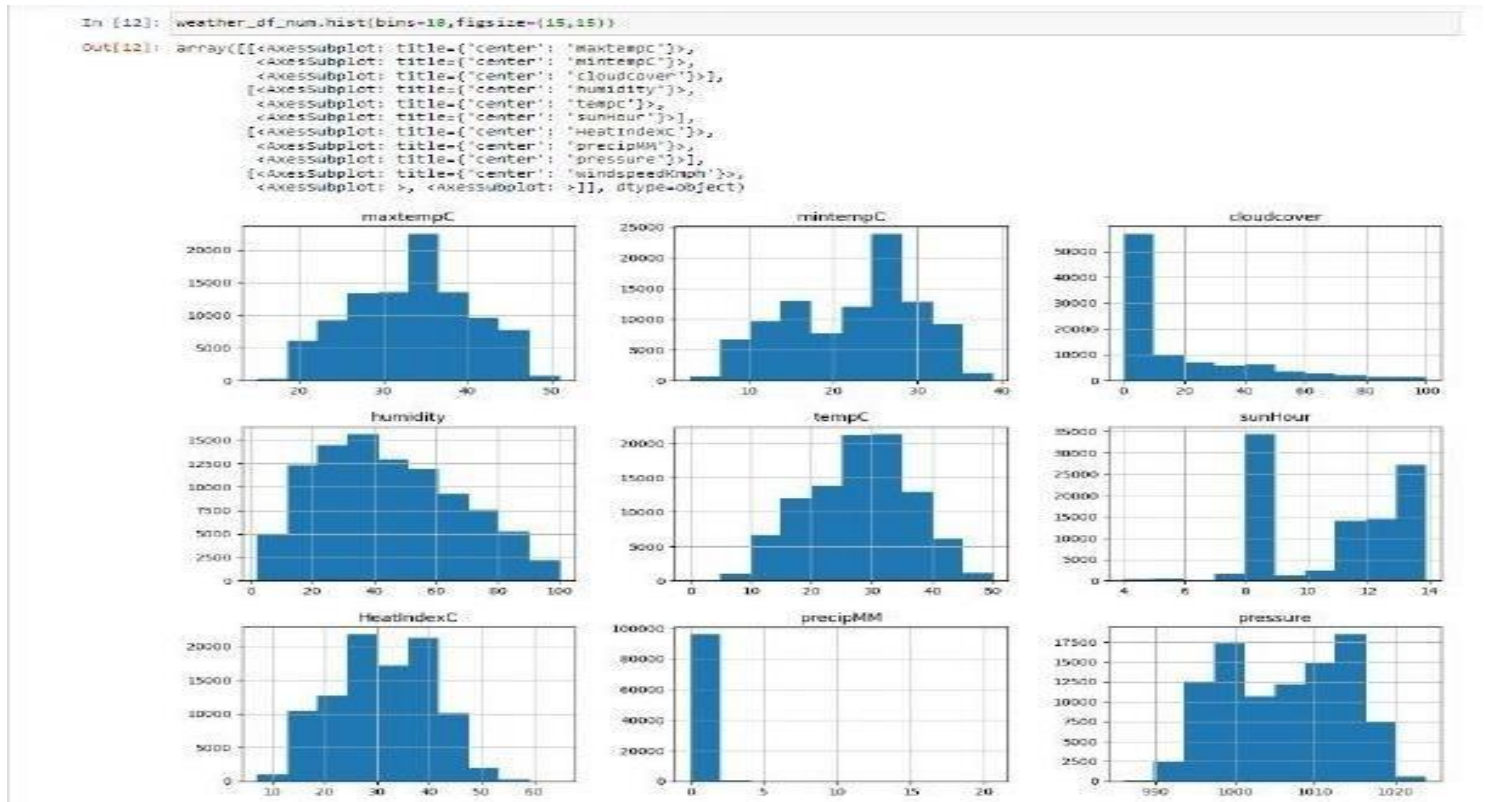 In [12]: weather_df_num.hist(bins=10,figsize=(15,15))
Out[12]: array([[<AxesSubplot: title={'center': 'maxtempC'}>,
<AxesSubplot: title={'center': 'mintempC'}>,
<AxesSubplot: title={'center': 'cloudcover'}>],
[<AxesSubplot: title={'center': 'humidity'}>,
<AxesSubplot: title={'center': 'tempC'}>,
<AxesSubplot: title={'center': 'sunHour'}>],
[<AxesSubplot: title={'center': 'HeatIndexC'}>,
<AxesSubplot: title={'center': 'precipMM'}>,
<AxesSubplot: title={'center': 'pressure'}>],
[<AxesSubplot: title={'center': 'windspeedKmph'}>,
<AxesSubplot: >, <AxesSubplot: >]], dtype=object)
maxtempC
20000
15000
10000
5000
0
20 30 40 50
mintempC
25000
20000
15000
10000
5000
0
10 20 30 40
cloudcover
50000
40000
30000
20000
10000
0
0 20 40 60 80 100
humidity
15000
12500
10000
7500
5000
2500
0
0 20 40 60 80 100
tempC
20000
15000
10000
5000
0
0 10 20 30 40 50
sunHour
35000
30000
25000
20000
15000
10000
5000
0
4 6 8 10 12 14
HeatIndexC
20000
15000
10000
5000
0
10 20 30 40 50 60
precipMM
100000
80000
60000
40000
20000
0
0 5 10 15 20
pressure
17500
15000
12500
10000
7500
5000
2500
0
990 1000 1010 1020